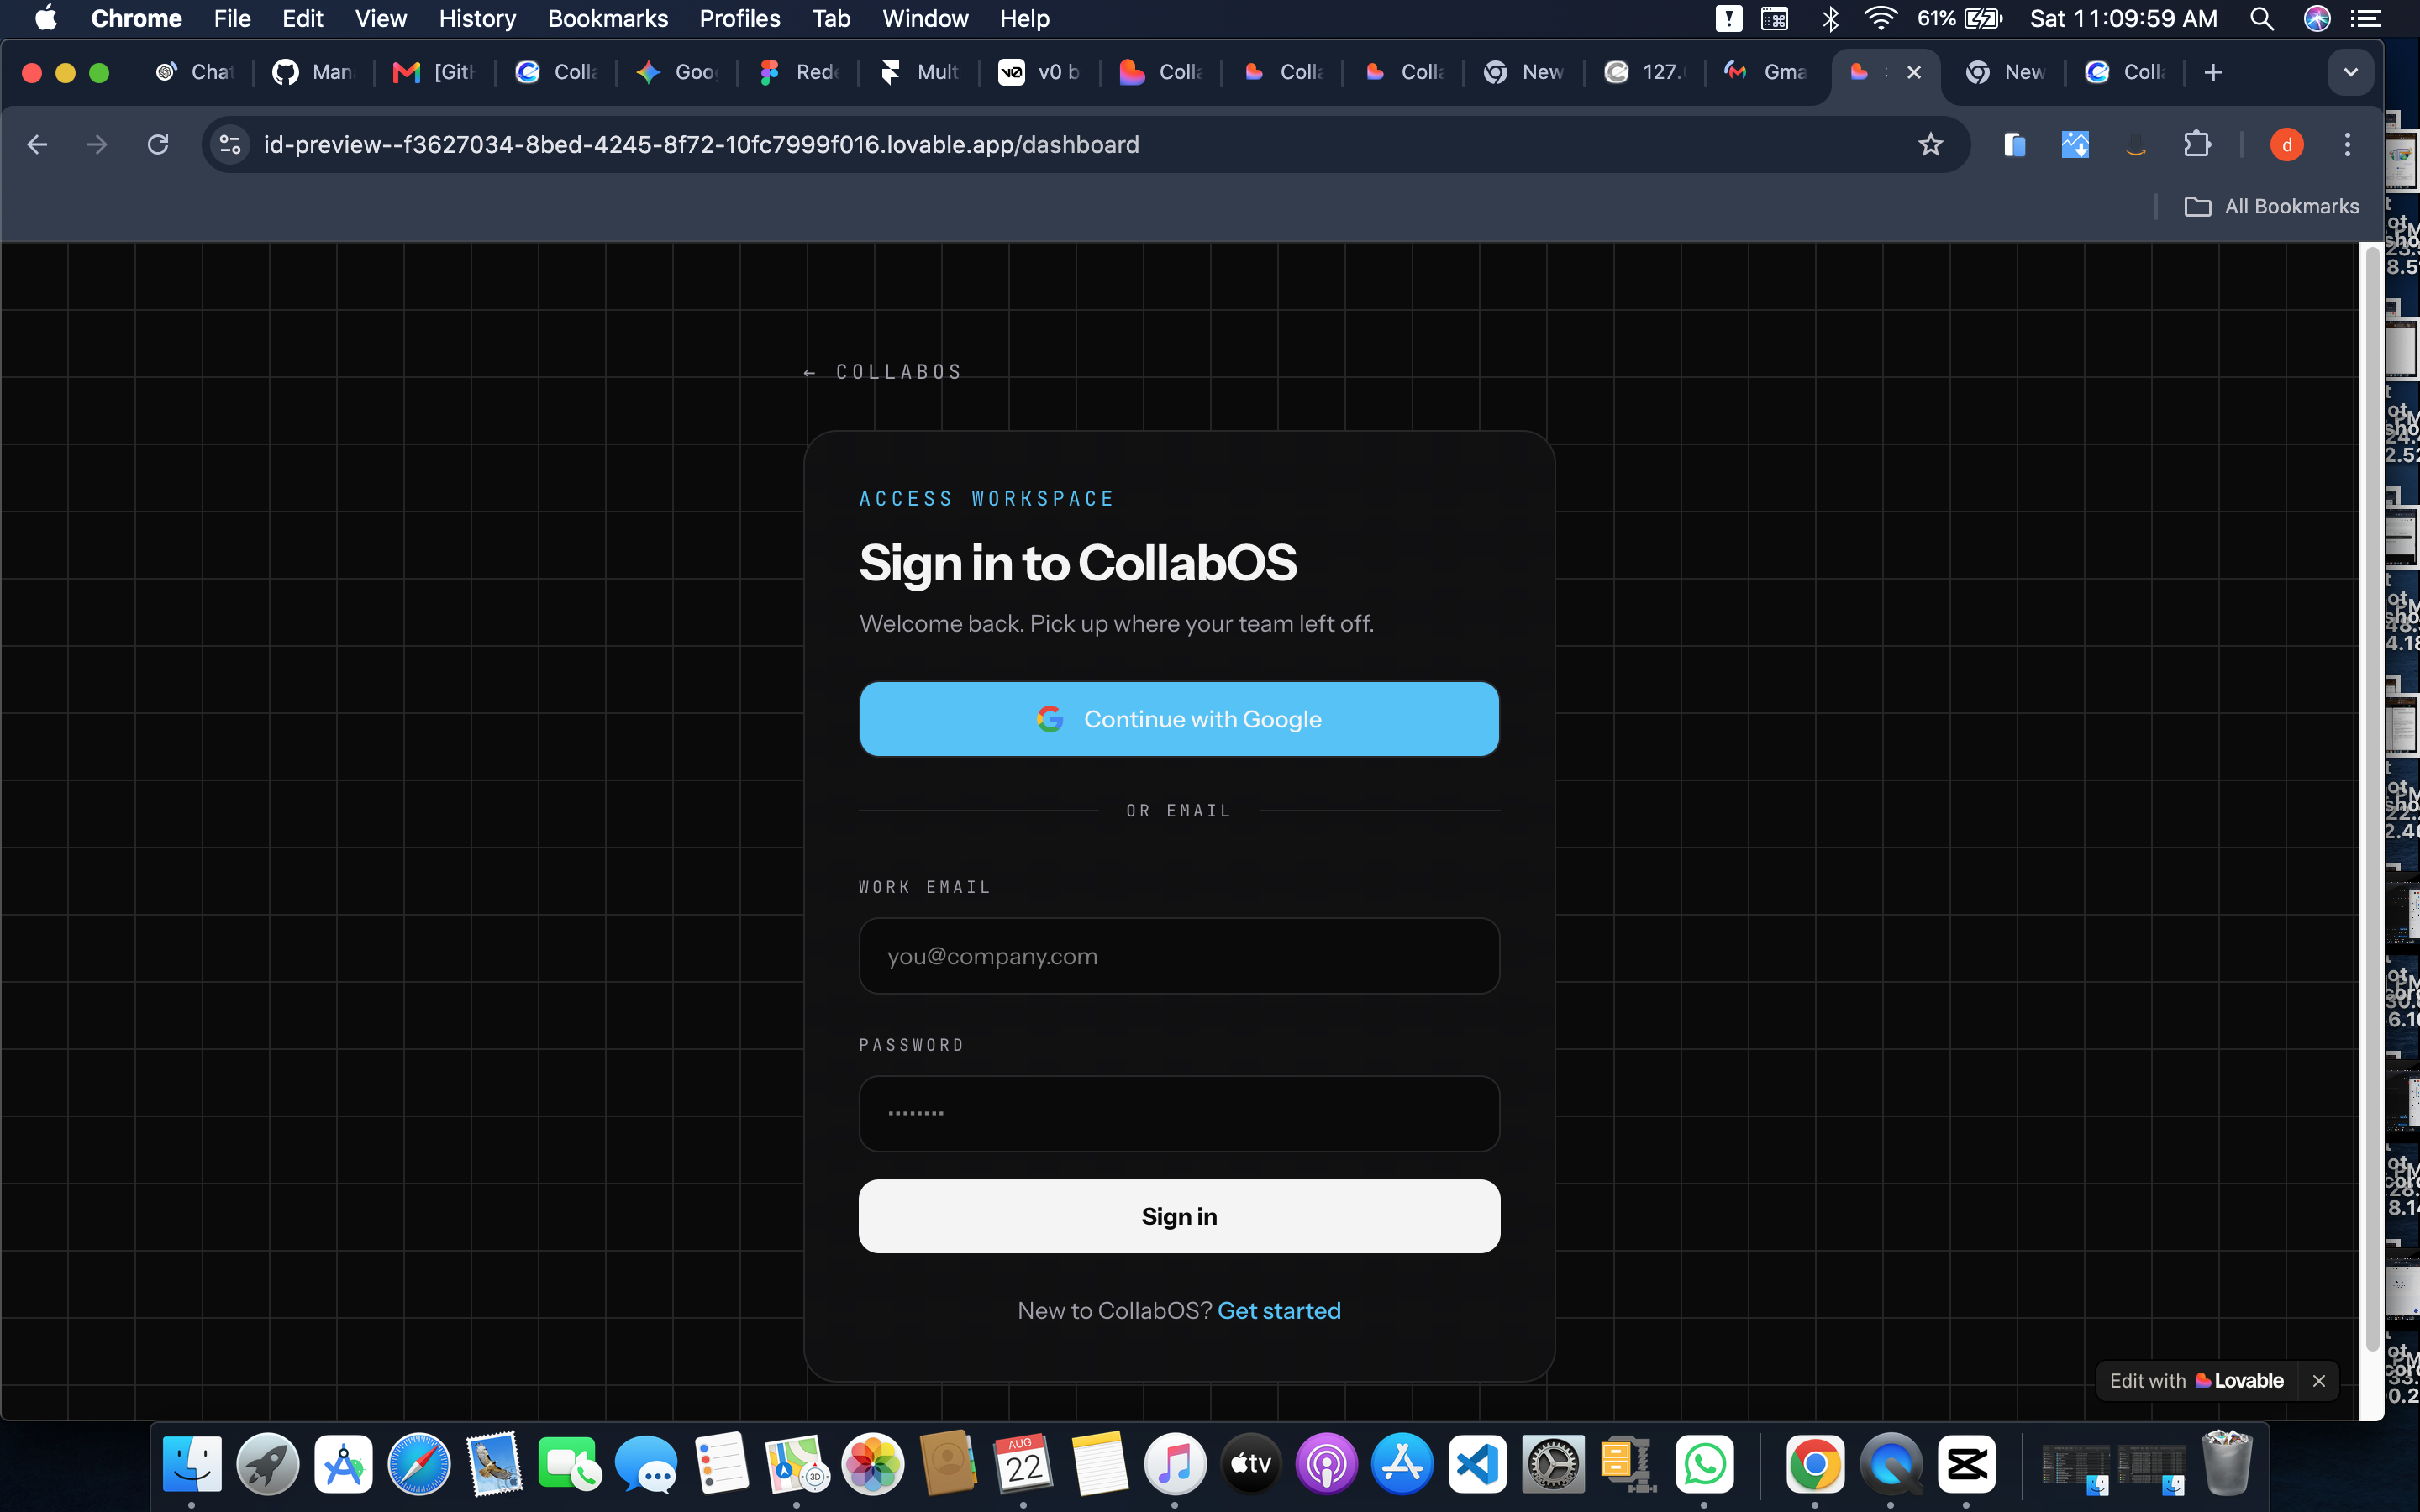 Chrome File Edit View History Bookmarks Profiles Tab Window Help 61% Sat 11:09:59 AM
Chat Man [Git Colla Goo Rede Mult v0 b Colla Colla Colla New 127. Gma New Colla
id-preview--f3627034-8bed-4245-8f72-10fc7999f016.lovable.app/dashboard d
All Bookmarks
← COLLABOS
ACCESS WORKSPACE
Sign in to CollabOS
Welcome back. Pick up where your team left off.
Continue with Google
OR EMAIL
WORK EMAIL
you@company.com
PASSWORD
Sign in
New to CollabOS? Get started
Edit with Lovable
AUG
22
3D
tv